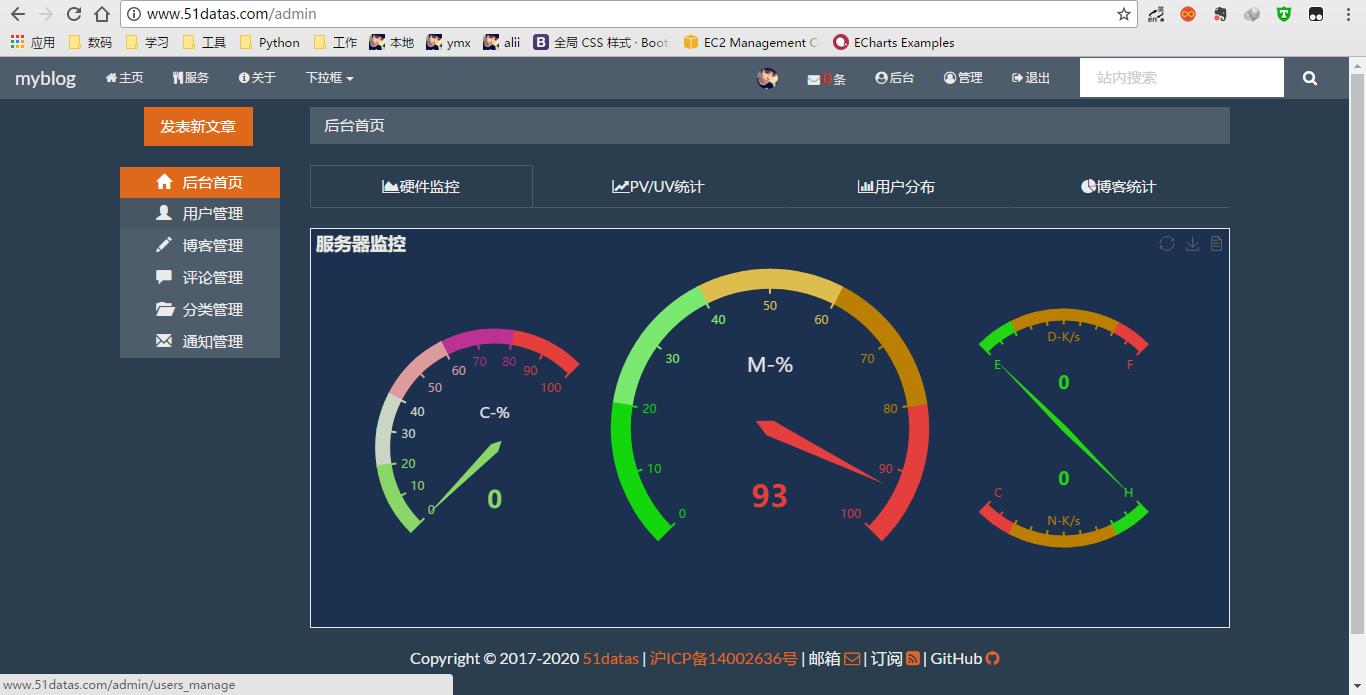 www.51datas.com/admin
应用 数码 学习 工具 Python 工作 本地 ymx alii 全局 CSS 样式 · Boot EC2 Management C ECharts Examples
myblog 主页 服务 关于 下拉框 0条 后台 管理 退出 站内搜索
发表新文章
后台首页
后台首页
用户管理
博客管理
评论管理
分类管理
通知管理
硬件监控 PV/UV统计 用户分布 博客统计
服务器监控
C-%
0 10 20 30 40 50 60 70 80 90 100
0
M-%
0 10 20 30 40 50 60 70 80 90 100
93
D-K/s
E F
0
0
C H
N-K/s
Copyright © 2017-2020 51datas | 沪ICP备14002636号 | 邮箱 | 订阅 | GitHub
www.51datas.com/admin/users_manage